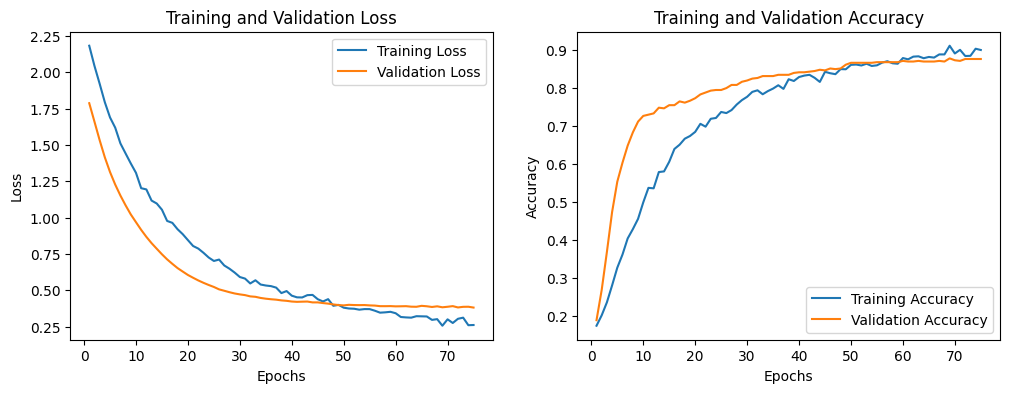 Training and Validation Loss
2.25
2.00
1.75
1.50
1.25
1.00
0.75
0.50
0.25
Loss
Training Loss
Validation Loss
0 10 20 30 40 50 60 70
Epochs
Training and Validation Accuracy
0.9
0.8
0.7
0.6
0.5
0.4
0.3
0.2
Accuracy
Training Accuracy
Validation Accuracy
0 10 20 30 40 50 60 70
Epochs